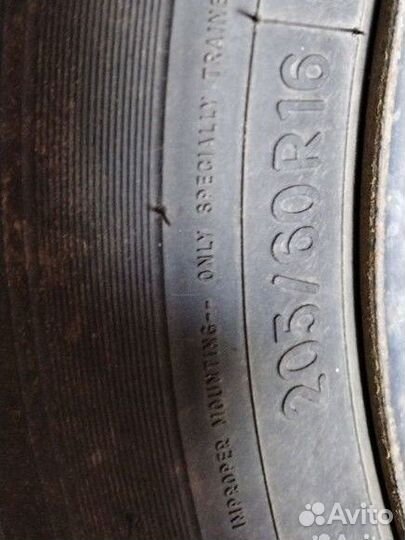 205/60R16
IMPROPER MOUNTING-- ONLY SPECIALLY TRAINE
Avito